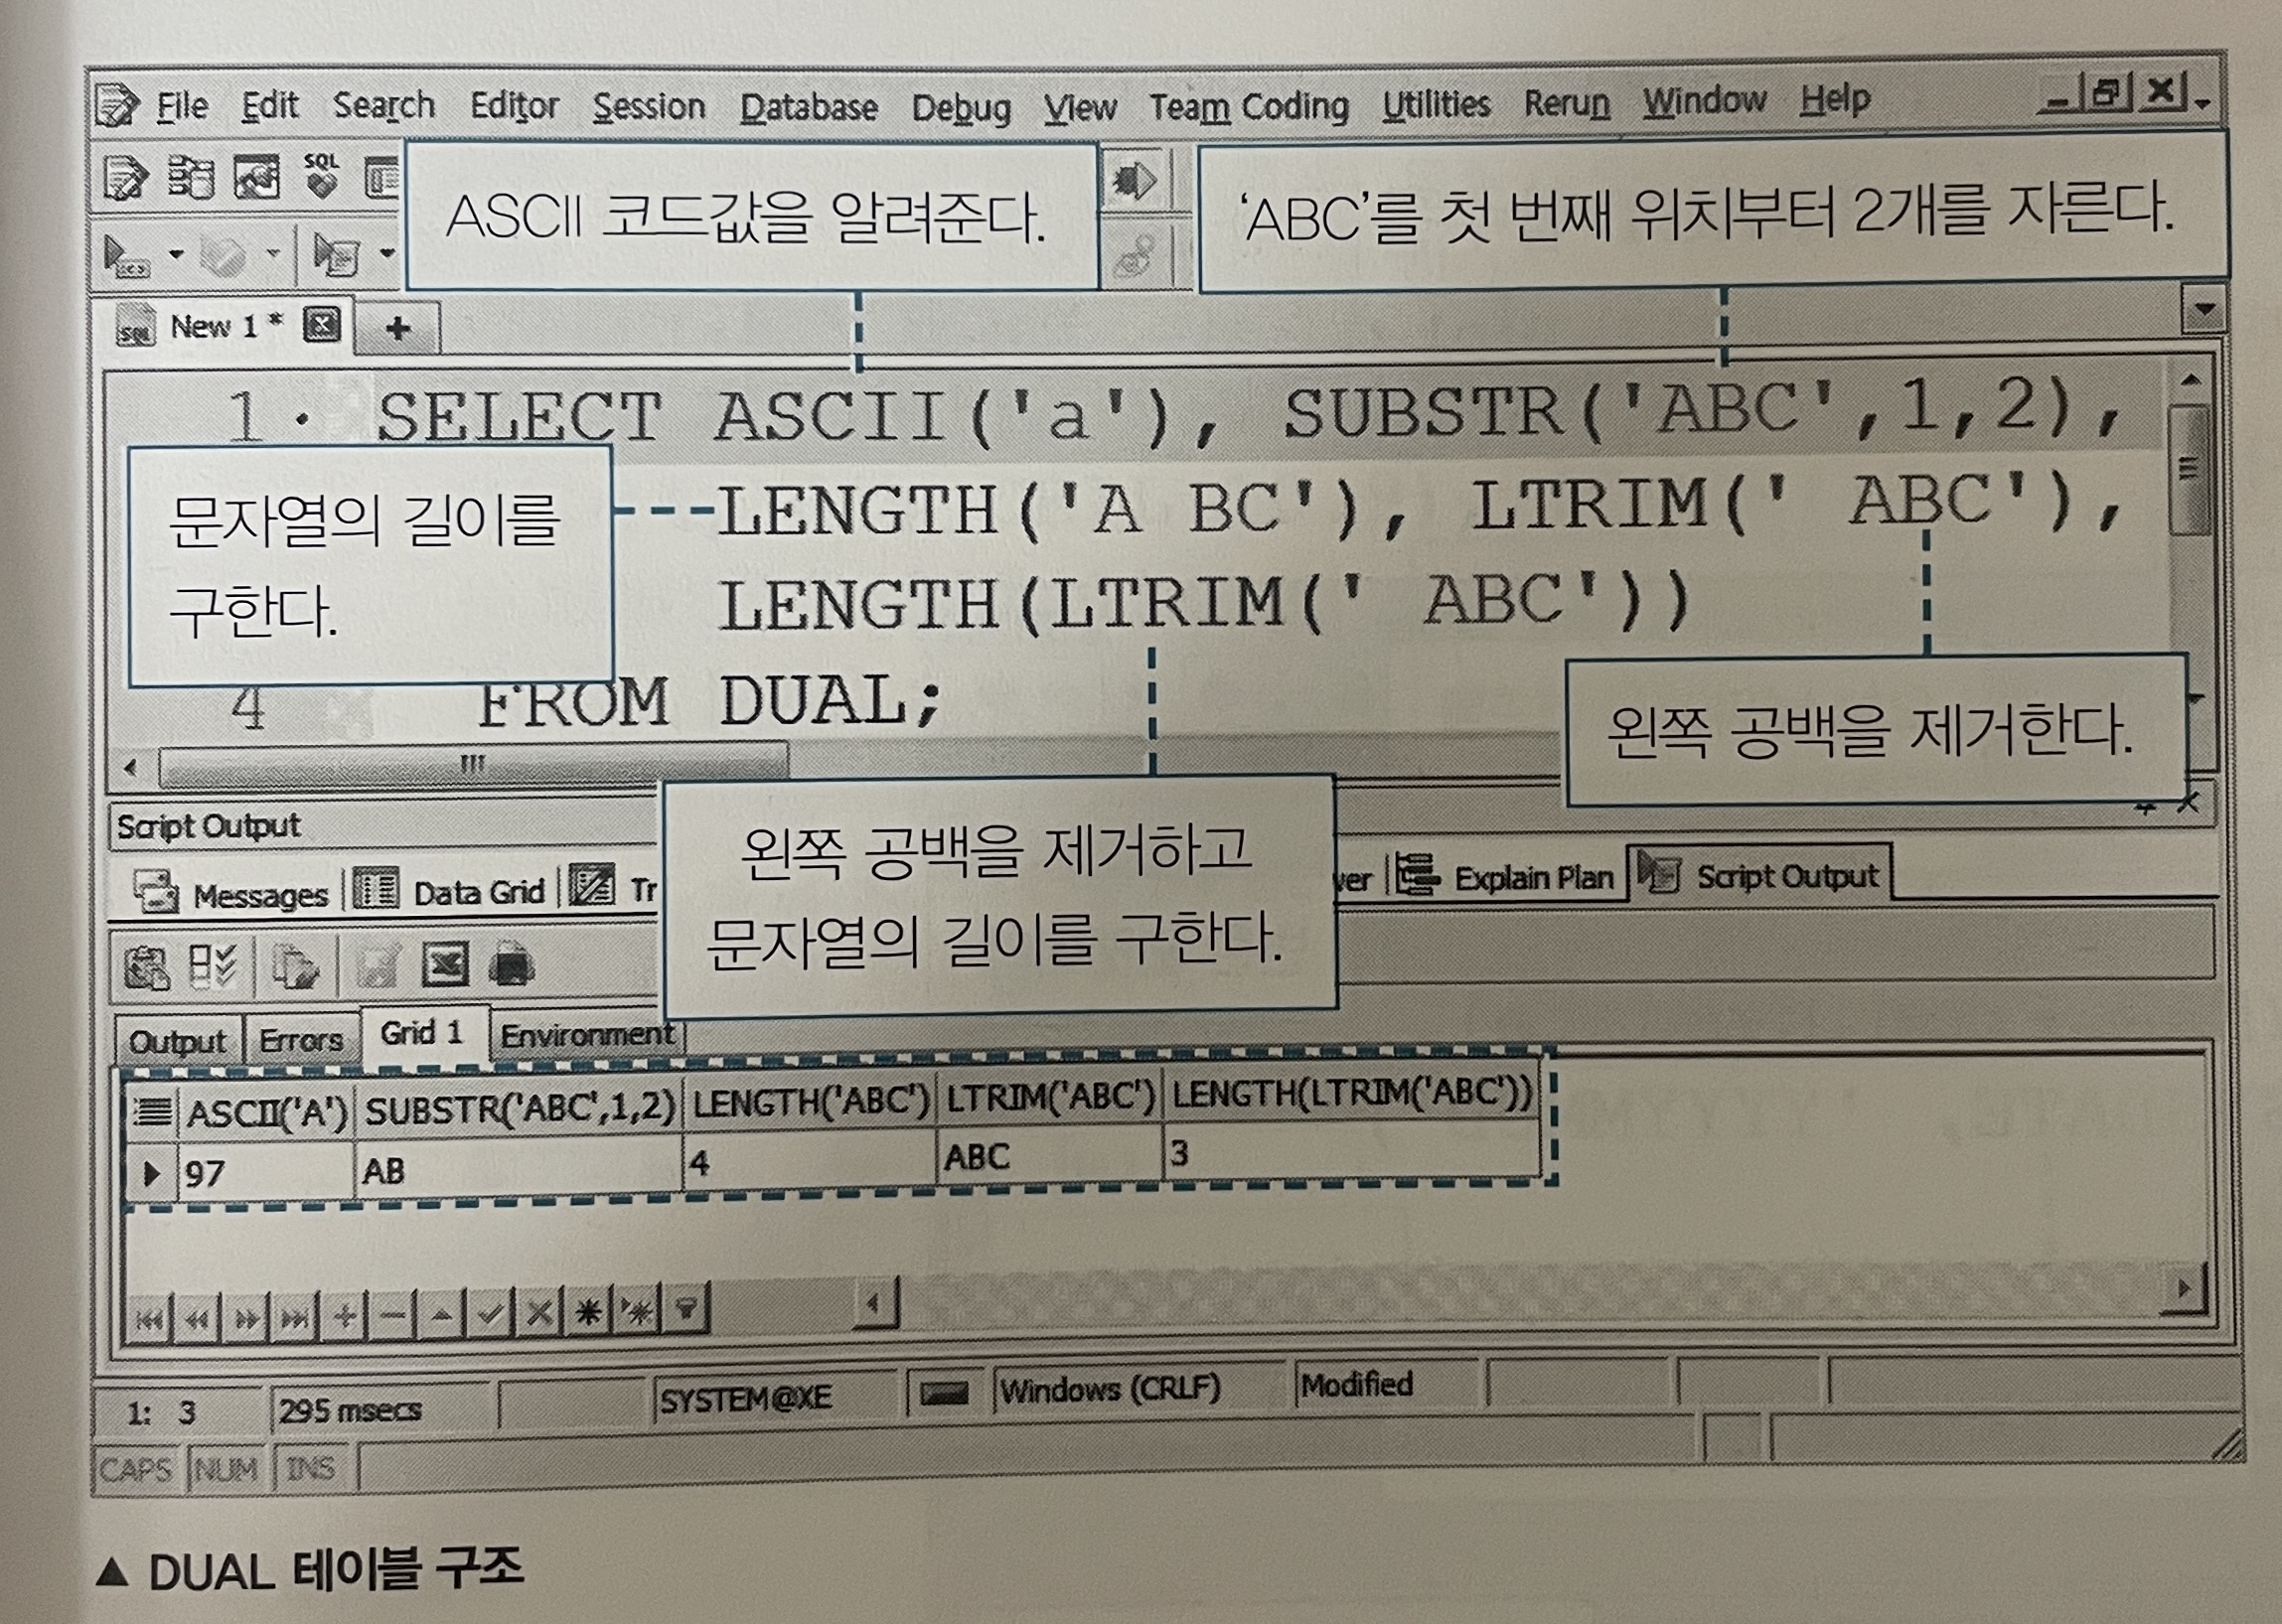 File Edit Search Editor Session Database Debug View Team Coding Utilities Rerun Window Help
SQL
ASCII 코드값을 알려준다.
'ABC'를 첫 번째 위치부터 2개를 자른다.
SQL New 1 *
1 SELECT ASCII('a'), SUBSTR('ABC',1,2),
문자열의 길이를
구한다.
LENGTH('A BC'), LTRIM(' ABC'),
LENGTH(LTRIM(' ABC'))
4 FROM DUAL;
왼쪽 공백을 제거한다.
왼쪽 공백을 제거하고
문자열의 길이를 구한다.
Script Output
Messages Data Grid Tr ver Explain Plan Script Output
Output Errors Grid 1 Environment
ASCII('A') SUBSTR('ABC',1,2) LENGTH('ABC') LTRIM('ABC') LENGTH(LTRIM('ABC'))
97 AB 4 ABC 3
1: 3 295 msecs SYSTEM@XE Windows (CRLF) Modified
CAPS NUM INS
▲ DUAL 테이블 구조